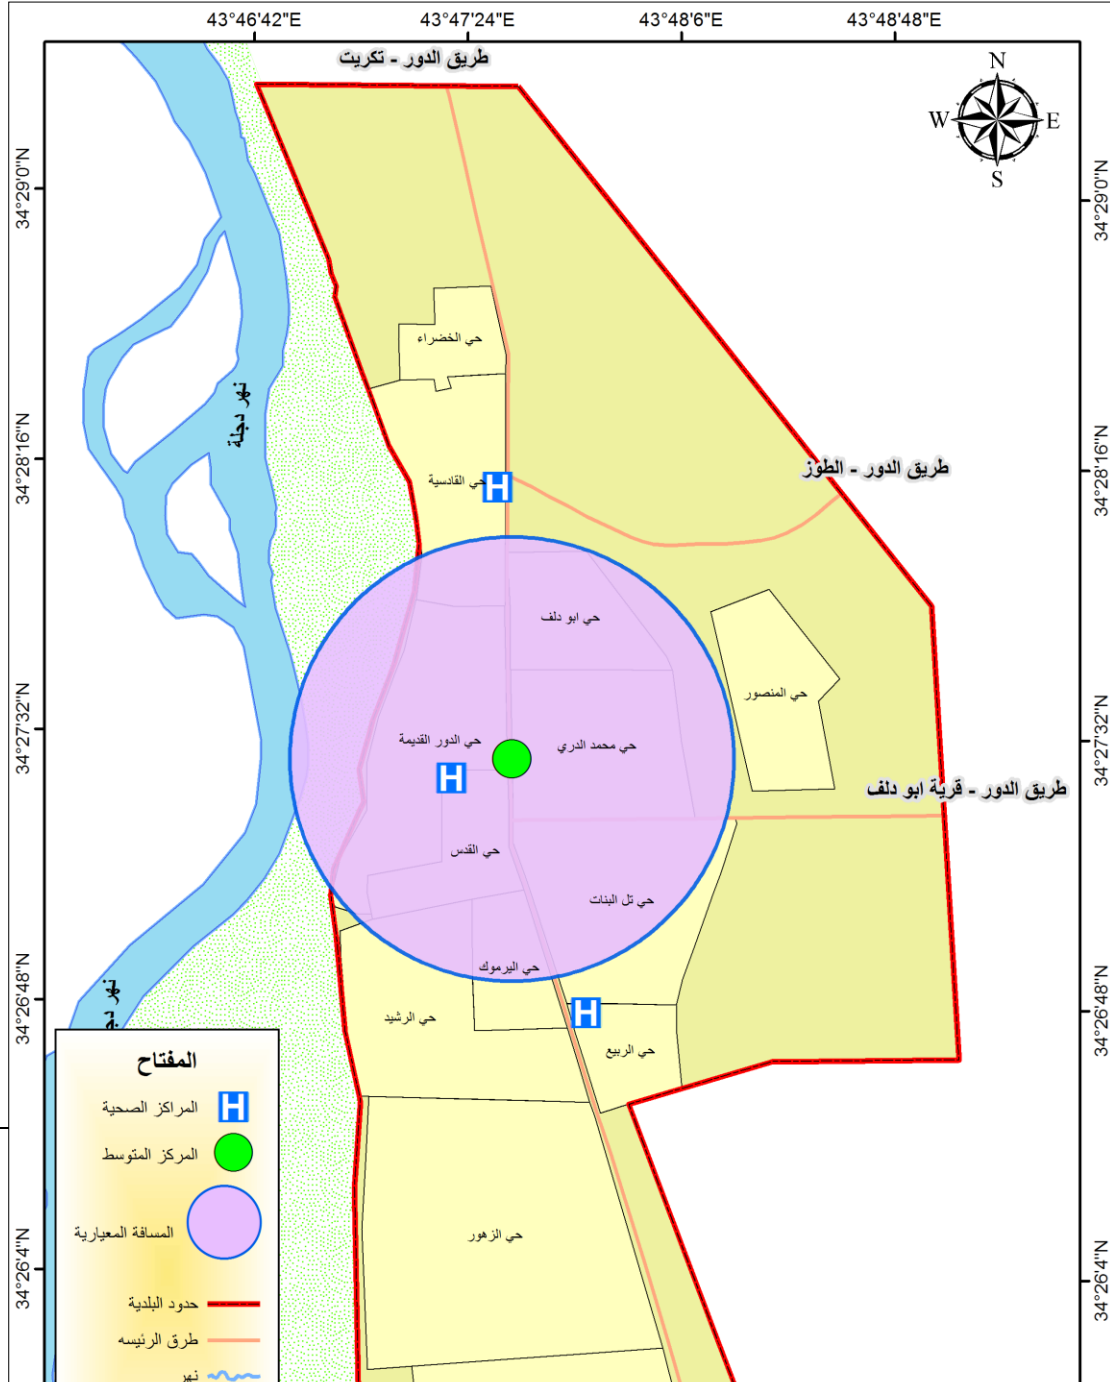 43°46'42"E 43°47'24"E 43°48'6"E 43°48'48"E
طريق الدور - تكريت
N
W E
S
34°29'0"N 34°29'0"N
حي الخضراء
نهر دجلة
34°28'16"N 34°28'16"N
طريق الدور - الطوز
حي القادسية H
حي ابو دلف
حي المنصور
34°27'32"N 34°27'32"N
حي الدور القديمة
حي محمد الدري
H
طريق الدور - قرية ابو دلف
حي القدس
حي تل البنات
حي اليرموك
34°26'48"N 34°26'48"N
نهر دج
حي الرشيد
H
حي الربيع
المفتاح
المراكز الصحية H
المركز المتوسط
المسافة المعيارية
حي الزهور
34°26'4"N 34°26'4"N
حدود البلدية
طرق الرئيسه
نهر